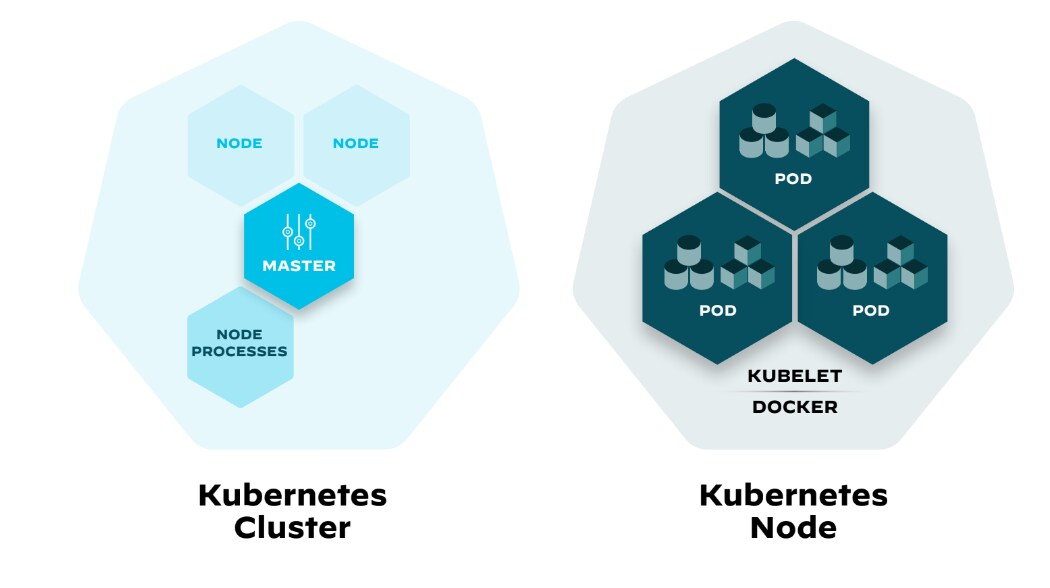 NODE
NODE
MASTER
NODE
PROCESSES
Kubernetes
Cluster
POD
POD
POD
KUBELET
DOCKER
Kubernetes
Node